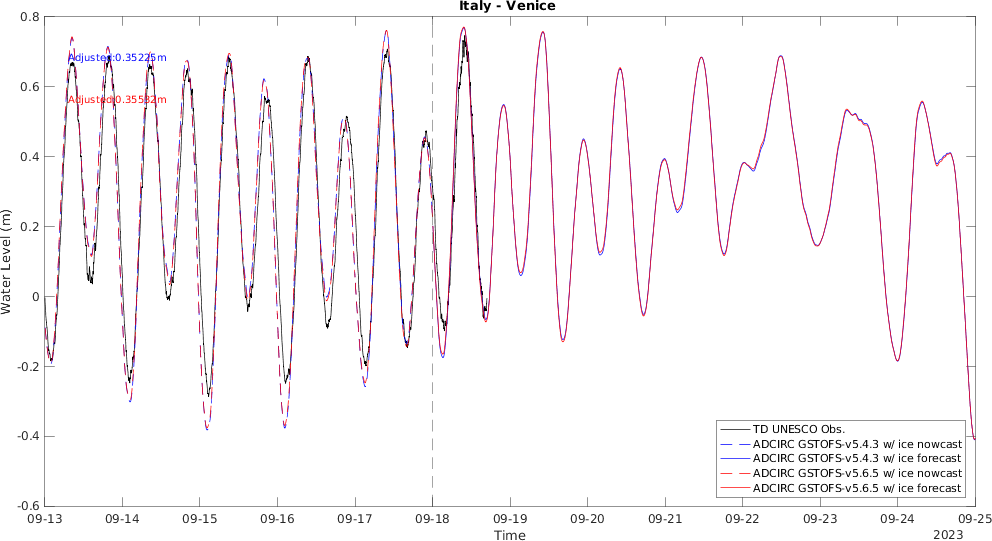 Italy - Venice
Water Level (m)
0.8
0.6
0.4
0.2
0
-0.2
-0.4
-0.6
Adjusted:0.35225m
Adjusted:0.35532m
TD UNESCO Obs.
ADCIRC GSTOFS-v5.4.3 w/ ice nowcast
ADCIRC GSTOFS-v5.4.3 w/ ice forecast
ADCIRC GSTOFS-v5.6.5 w/ ice nowcast
ADCIRC GSTOFS-v5.6.5 w/ ice forecast
09-13 09-14 09-15 09-16 09-17 09-18 09-19 09-20 09-21 09-22 09-23 09-24 09-25
Time
2023